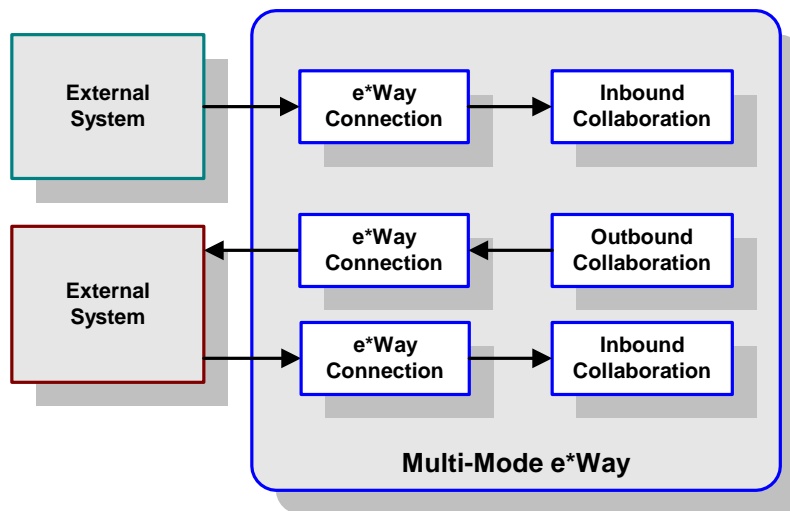 External
System
e*Way
Connection
Inbound
Collaboration
External
System
e*Way
Connection
Outbound
Collaboration
e*Way
Connection
Inbound
Collaboration
Multi-Mode e*Way